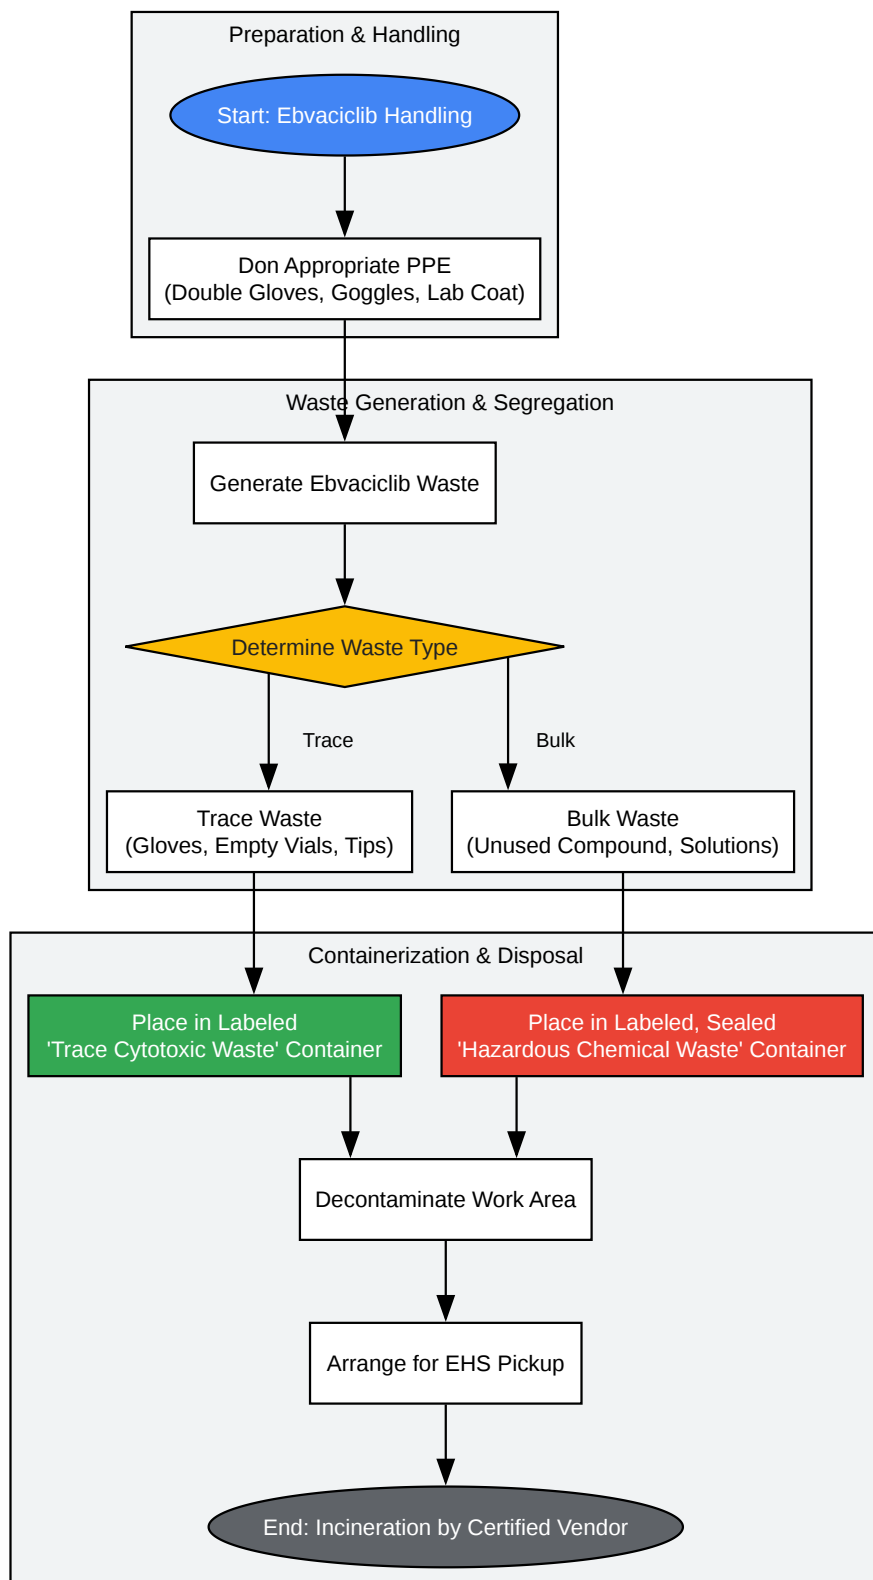 Preparation & Handling
Start: Ebvaciclib Handling
Don Appropriate PPE
(Double Gloves, Goggles, Lab Coat)
Waste Generation & Segregation
Generate Ebvaciclib Waste
Determine Waste Type
Trace
Bulk
Trace Waste
(Gloves, Empty Vials, Tips)
Bulk Waste
(Unused Compound, Solutions)
Containerization & Disposal
Place in Labeled
'Trace Cytotoxic Waste' Container
Place in Labeled, Sealed
'Hazardous Chemical Waste' Container
Decontaminate Work Area
Arrange for EHS Pickup
End: Incineration by Certified Vendor